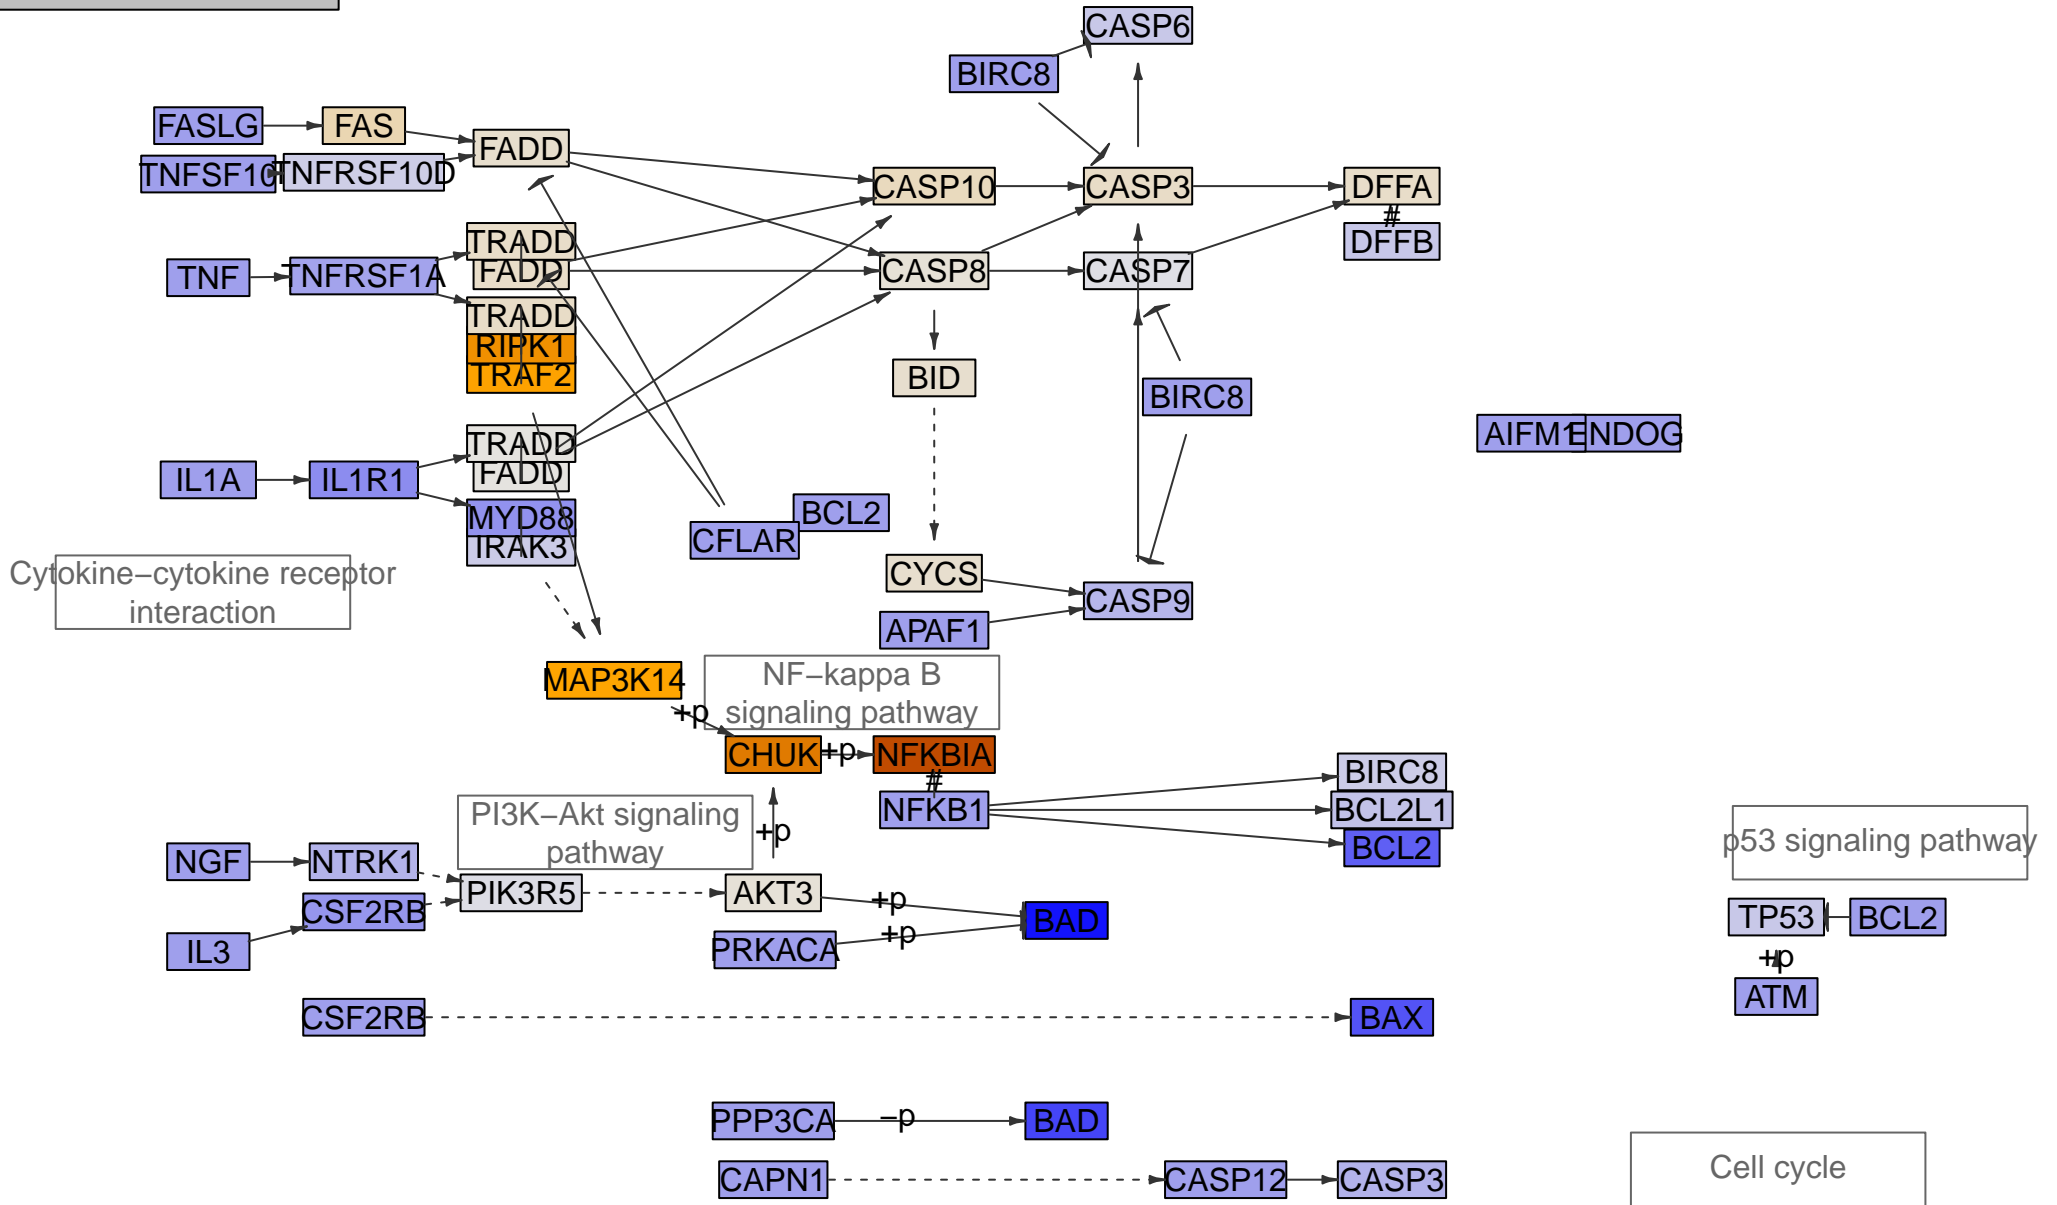 CASP6
BIRC8
FASLG
FAS
FADD
TNFSF10
TNFRSF10D
CASP10
CASP3
DFFA
#
DFFB
TRADD
FADD
TNF
TNFRSF1A
CASP8
CASP7
TRADD
RIPK1
TRAF2
BID
BIRC8
AIFM1
ENDOG
TRADD
FADD
IL1A
IL1R1
MYD88
IRAK3
BCL2
CFLAR
CYCS
CASP9
APAF1
Cytokine−cytokine receptor
interaction
MAP3K14
NF−kappa B
signaling pathway
+p
CHUK
+p
NFKBIA
#
NFKB1
BIRC8
BCL2L1
BCL2
PI3K−Akt signaling
pathway
+p
p53 signaling pathway
NGF
NTRK1
CSF2RB
PIK3R5
AKT3
+p
BAD
IL3
PRKACA
+p
TP53
BCL2
+p
ATM
CSF2RB
BAX
PPP3CA
−p
BAD
CAPN1
CASP12
CASP3
Cell cycle